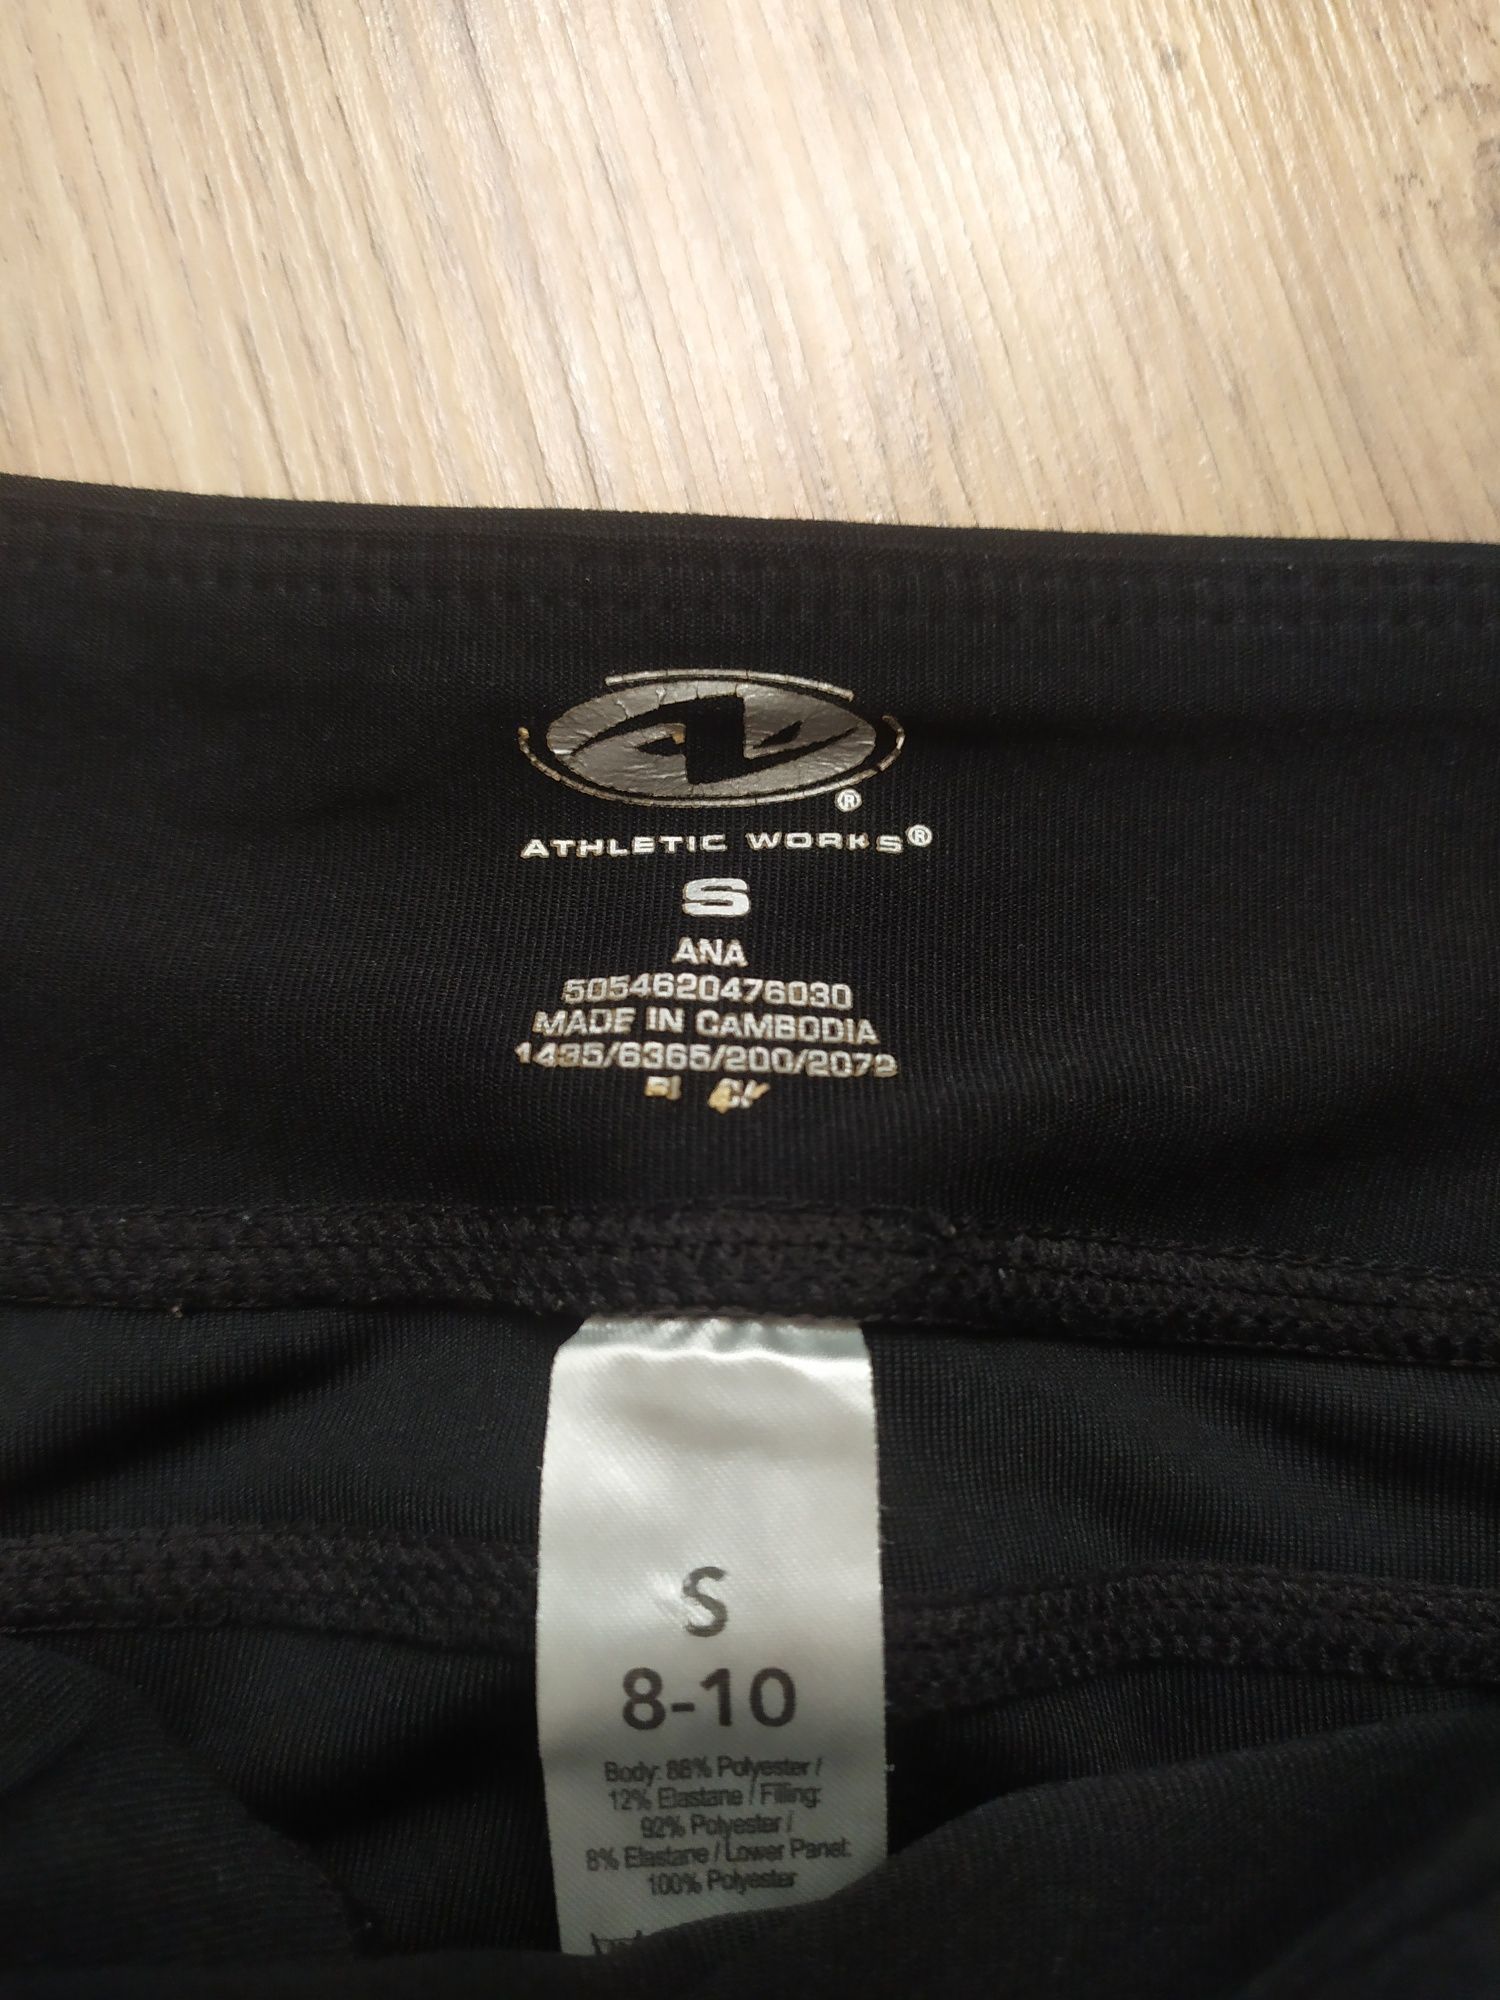 ®
ATHLETIC WORKS®
S
ANA
5054620476030
MADE IN CAMBODIA
1435/6365/200/2072
S
8-10
Body: 88% Polyester /
12% Elastane / Filling:
92% Polyester /
8% Elastane / Lower Panel:
100% Polyester